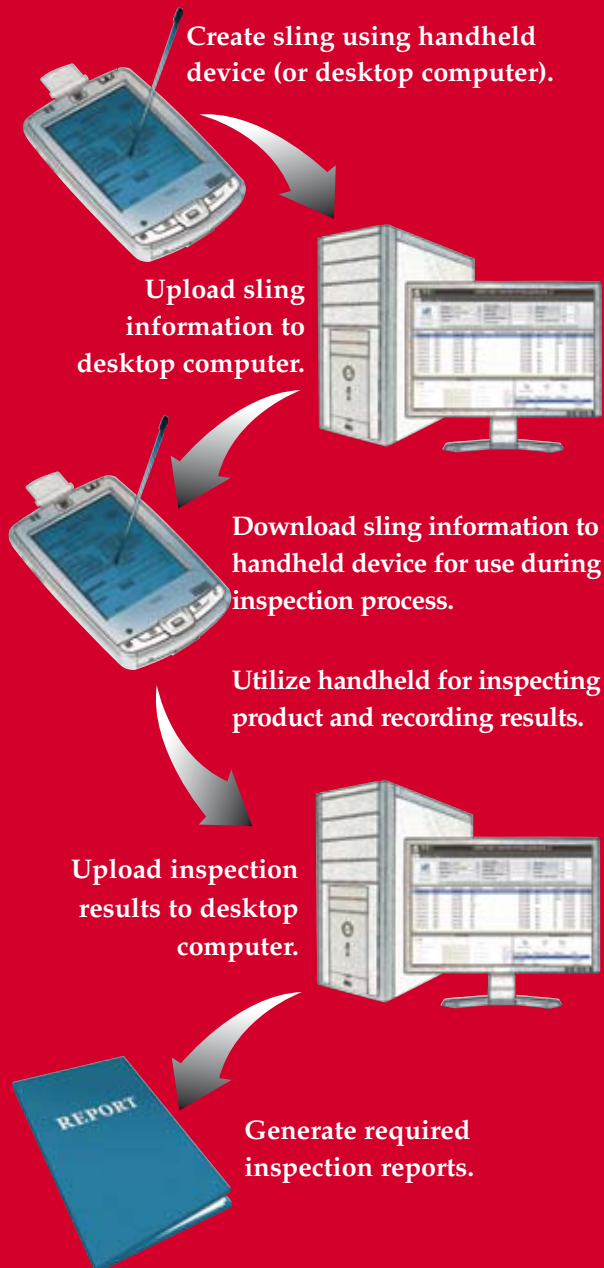 Create sling using handheld
device (or desktop computer).
Upload sling
information to
desktop computer.
Download sling information to
handheld device for use during
inspection process.
Utilize handheld for inspecting
product and recording results.
Upload inspection
results to desktop
computer.
REPORT
Generate required
inspection reports.